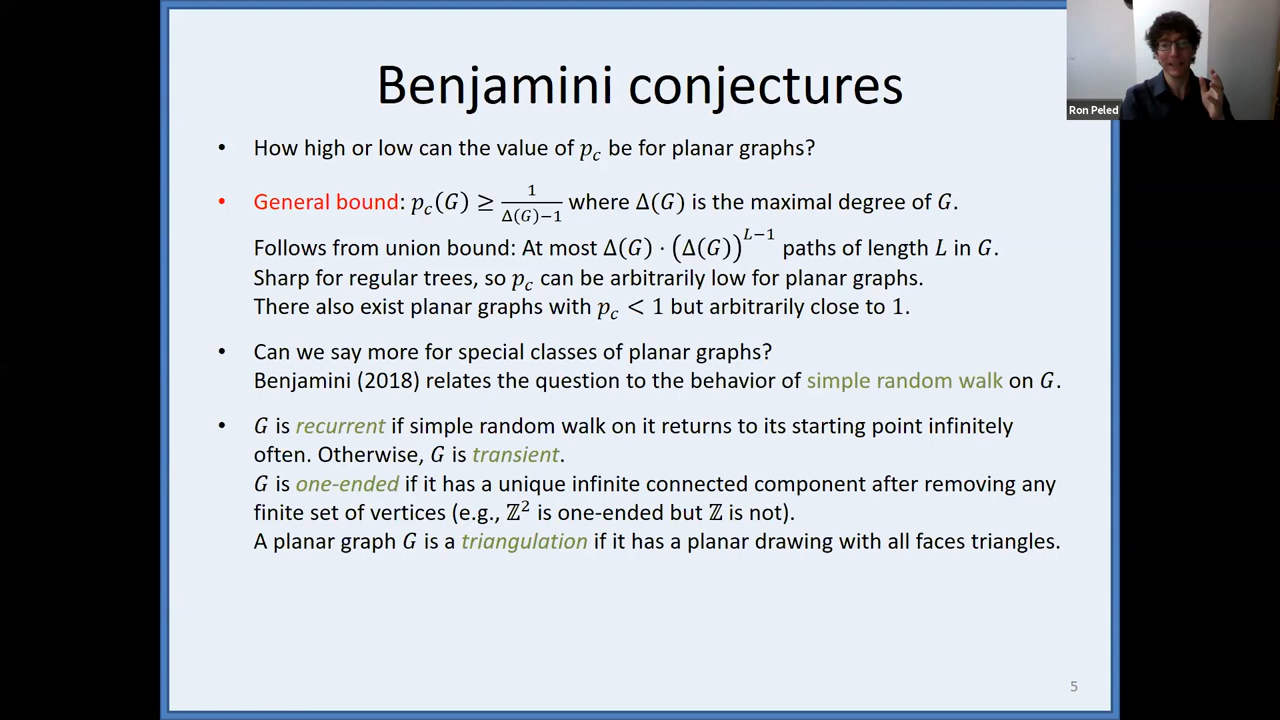 Benjamini conjectures
Ron Peled
• How high or low can the value of p_c be for planar graphs?
• General bound: p_c(G) ≥ 1/(Δ(G)−1) where Δ(G) is the maximal degree of G.
Follows from union bound: At most Δ(G) · (Δ(G))^{L−1} paths of length L in G.
Sharp for regular trees, so p_c can be arbitrarily low for planar graphs.
There also exist planar graphs with p_c < 1 but arbitrarily close to 1.
• Can we say more for special classes of planar graphs?
Benjamini (2018) relates the question to the behavior of simple random walk on G.
• G is recurrent if simple random walk on it returns to its starting point infinitely
often. Otherwise, G is transient.
G is one-ended if it has a unique infinite connected component after removing any
finite set of vertices (e.g., ℤ² is one-ended but ℤ is not).
A planar graph G is a triangulation if it has a planar drawing with all faces triangles.
5